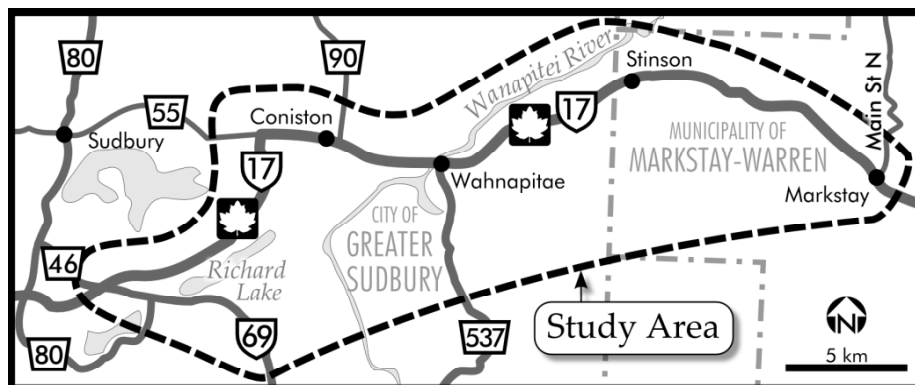 80
90
55
Sudbury
Coniston
17
Wanapitei River
17
Stinson
Main St N
MUNICIPALITY OF
MARKSTAY-WARREN
Wahnapitae
Markstay
CITY OF
GREATER
SUDBURY
46
Richard
Lake
69
80
537
Study Area
N
5 km